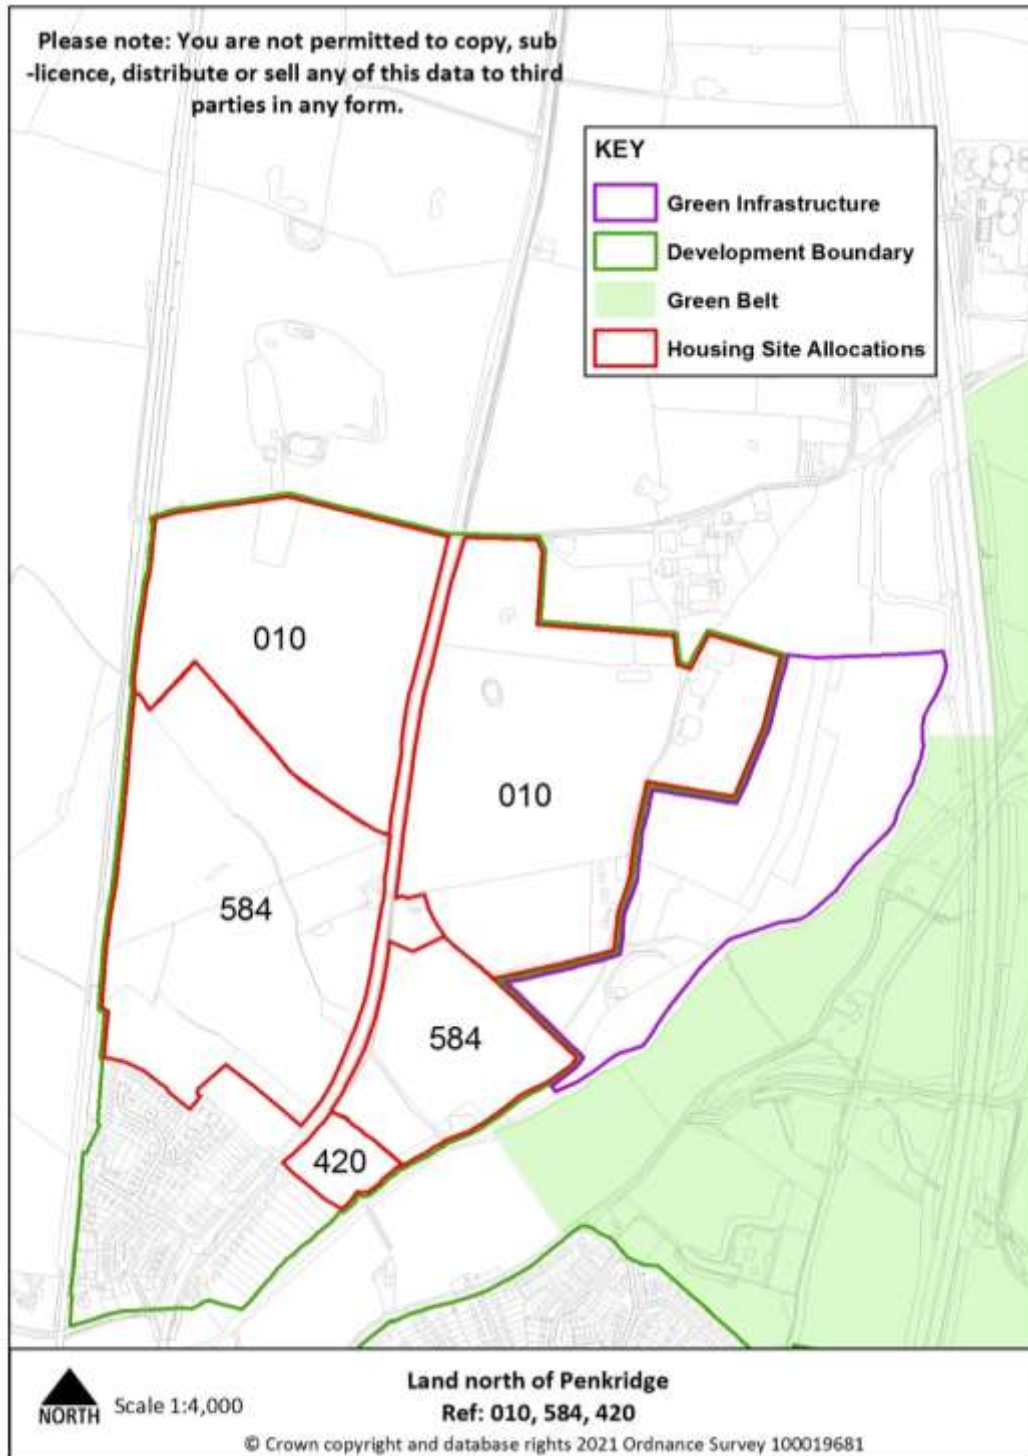 Please note: You are not permitted to copy, sub
-licence, distribute or sell any of this data to third
parties in any form.
KEY
Green Infrastructure
Development Boundary
Green Belt
Housing Site Allocations
010
010
584
584
420
NORTH
Scale 1:4,000
Land north of Penkridge
Ref: 010, 584, 420
© Crown copyright and database rights 2021 Ordnance Survey 100019681